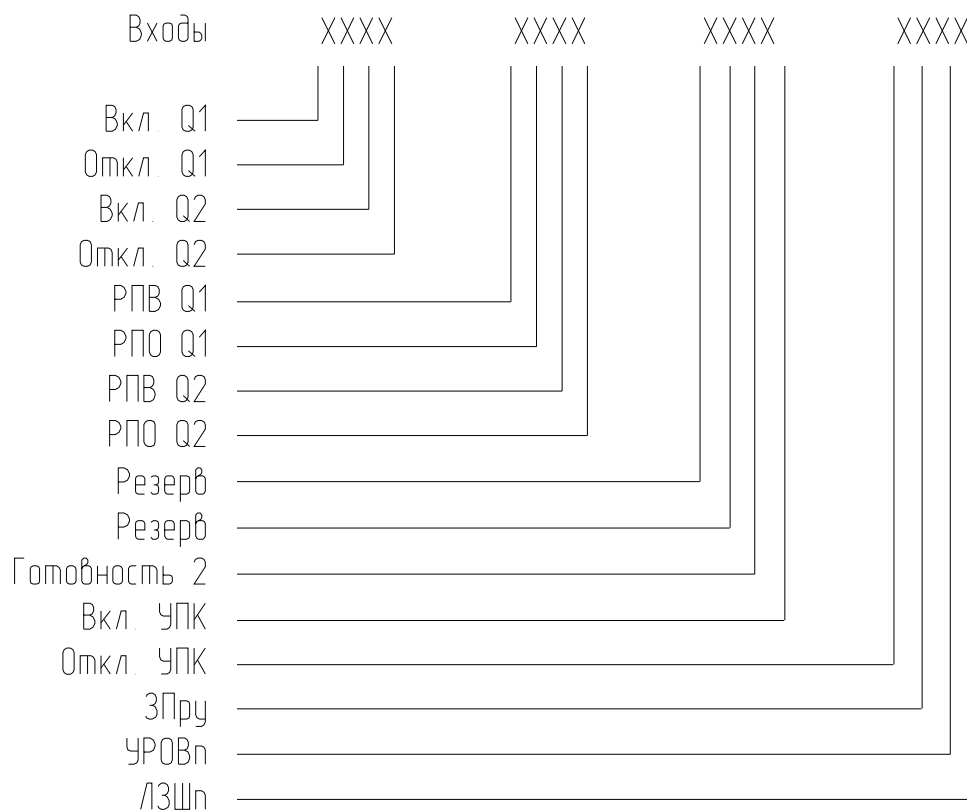 Входы XXXX XXXX XXXX XXXX
Вкл. Q1
Откл. Q1
Вкл. Q2
Откл. Q2
РПВ Q1
РПО Q1
РПВ Q2
РПО Q2
Резерв
Резерв
Готовность 2
Вкл. УПК
Откл. УПК
ЗПру
УРОВп
ЛЗШп